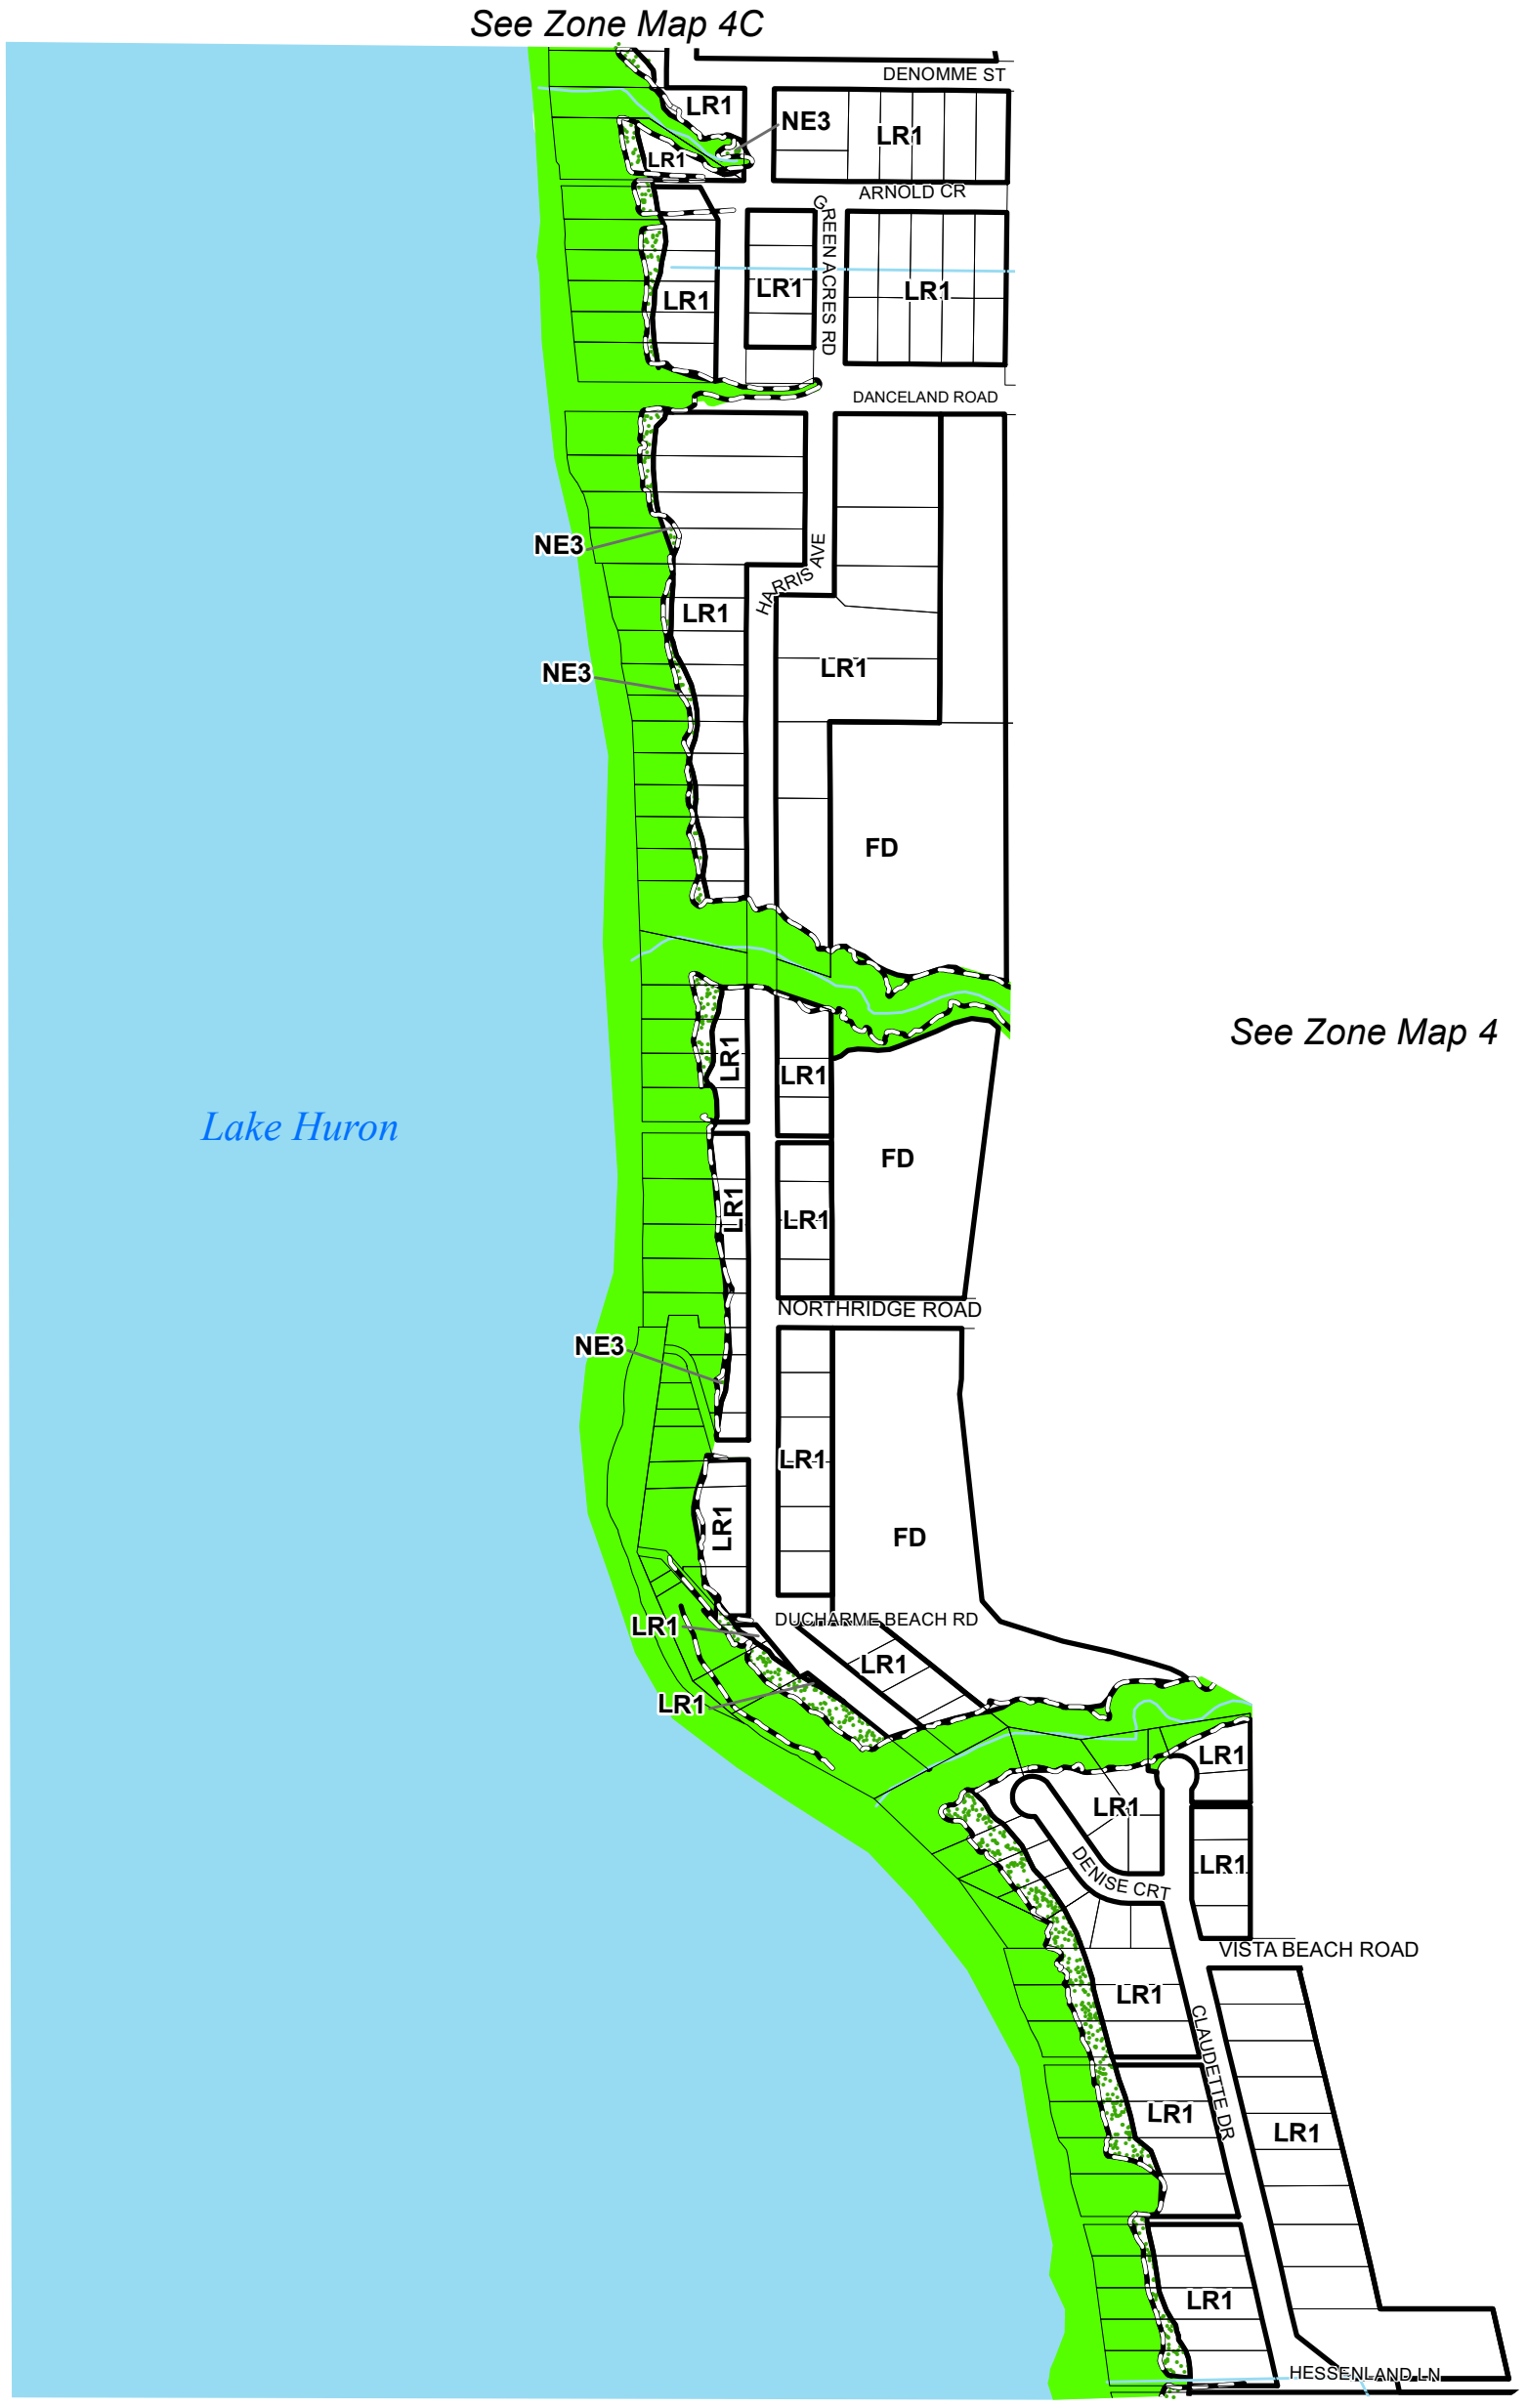 See Zone Map 4C
DENOMME ST
LR1
NE3
LR1
LR1
ARNOLD CR
GREEN ACRES RD
LR1
LR1
LR1
DANCELAND ROAD
NE3
HARRIS AVE
LR1
LR1
NE3
FD
See Zone Map 4
LR1
LR1
Lake Huron
FD
LR1
LR1
NORTHRIDGE ROAD
NE3
LR1
LR1
FD
DUCHARME BEACH RD
LR1
LR1
LR1
LR1
LR1
DENISE CRT
LR1
VISTA BEACH ROAD
LR1
CLAUDETTE DR
LR1
LR1
LR1
HESSENLAND LN